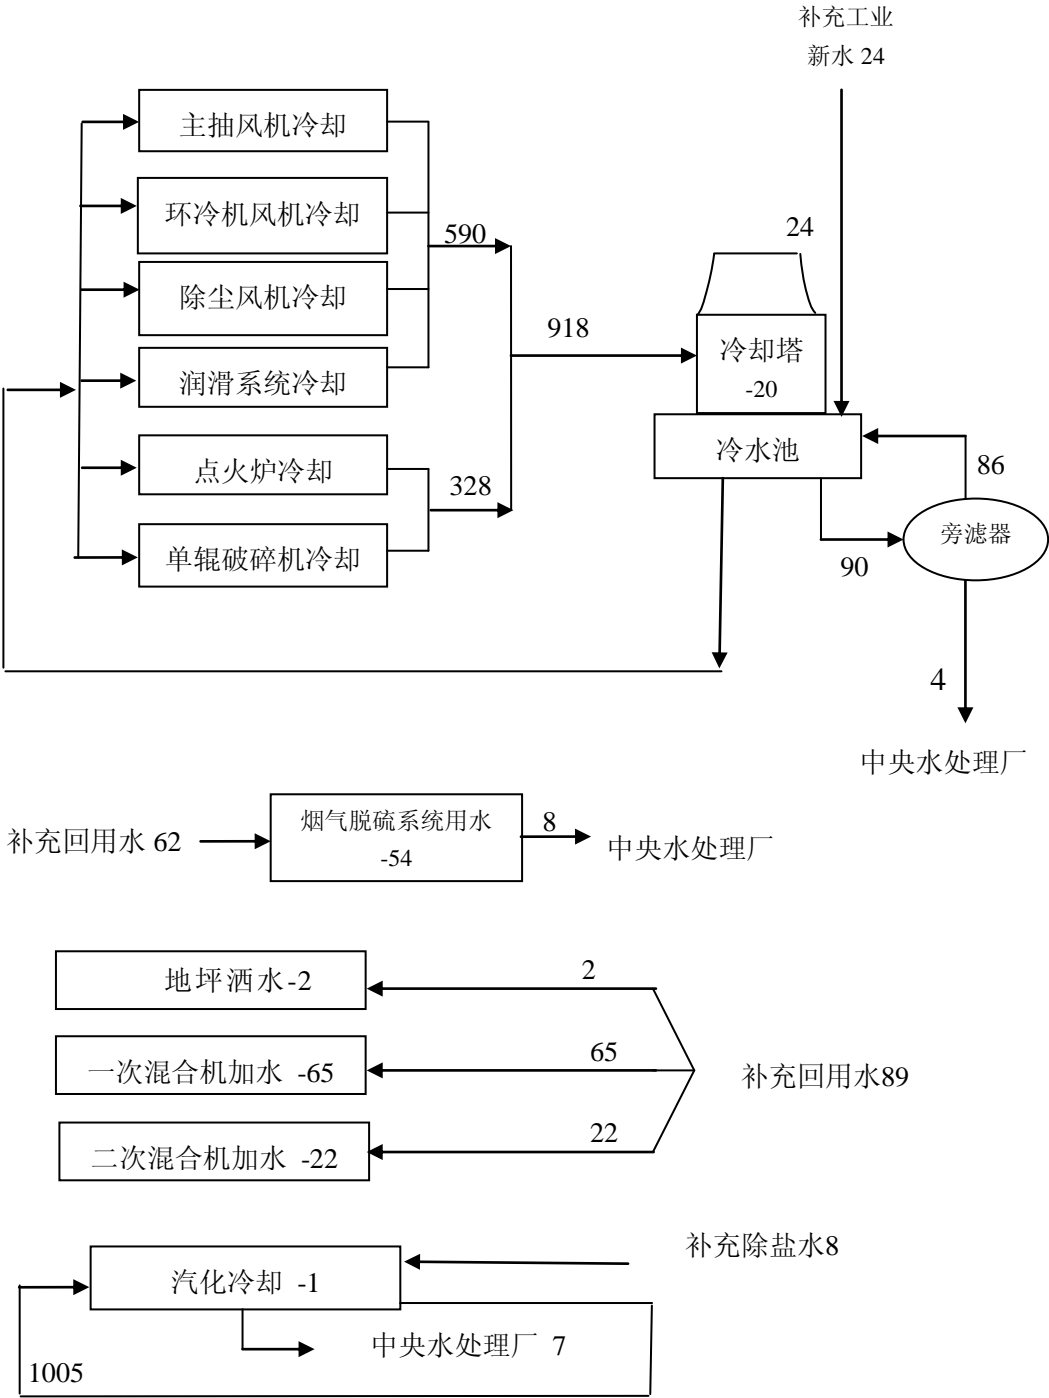 补充工业
新水 24
主抽风机冷却
环冷机风机冷却
590
24
除尘风机冷却
918
冷却塔
-20
润滑系统冷却
冷水池
点火炉冷却
328
86
旁滤器
单辊破碎机冷却
90
4
中央水处理厂
补充回用水 62
烟气脱硫系统用水
-54
8
中央水处理厂
地坪洒水-2
2
一次混合机加水 -65
65
补充回用水89
二次混合机加水 -22
22
补充除盐水8
汽化冷却 -1
中央水处理厂 7
1005